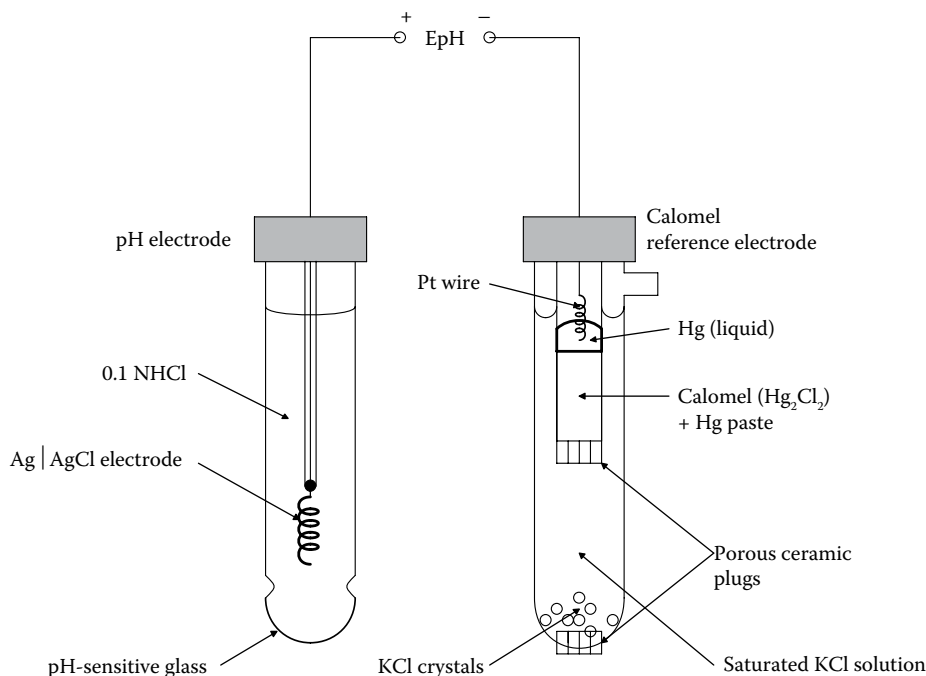 +
EpH
−
pH electrode
Calomel
reference electrode
Pt wire
Hg (liquid)
0.1 NHCl
Calomel (Hg₂Cl₂)
+ Hg paste
Ag | AgCl electrode
Porous ceramic
plugs
pH-sensitive glass
KCl crystals
Saturated KCl solution